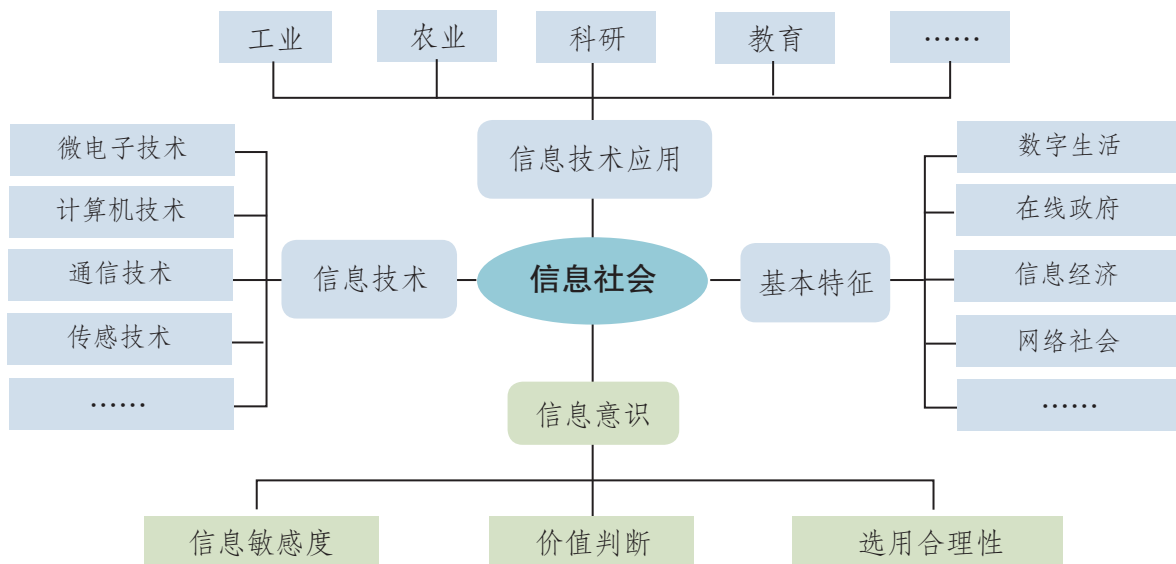 工业
农业
科研
教育
……
信息技术应用
微电子技术
计算机技术
通信技术
传感技术
……
信息技术
信息社会
基本特征
数字生活
在线政府
信息经济
网络社会
……
信息意识
信息敏感度
价值判断
选用合理性